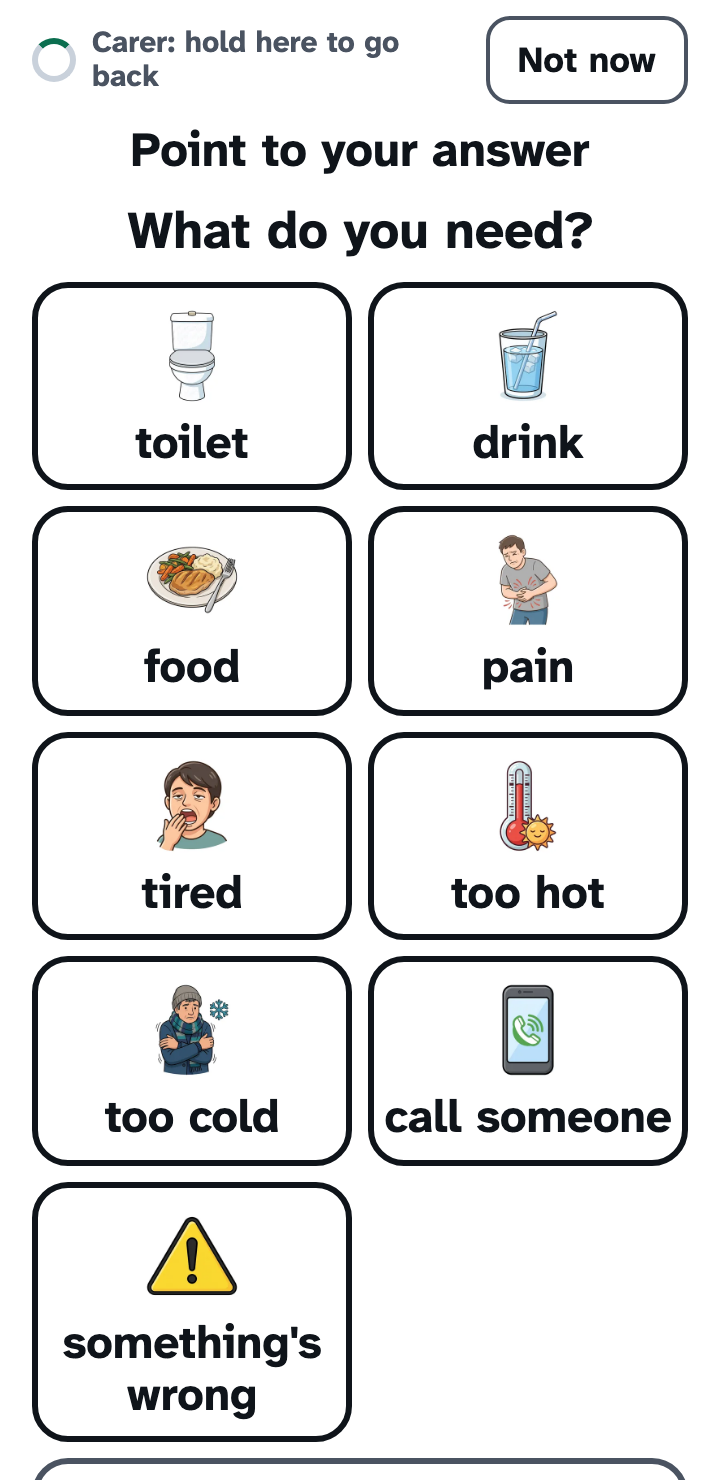 Carer: hold here to go
back
Not now
Point to your answer
What do you need?
toilet
drink
food
pain
tired
too hot
too cold
call someone
something's
wrong